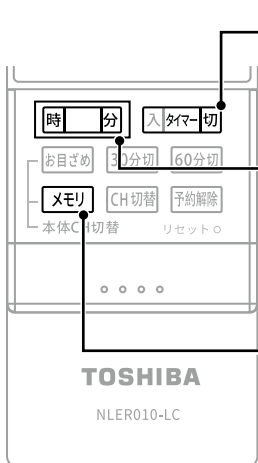 時 分 入 タイマー 切
お目ざめ 30分切 60分切
メモリ CH切替 予約解除
本体CH切替 リセット
TOSHIBA
NLER010-LC